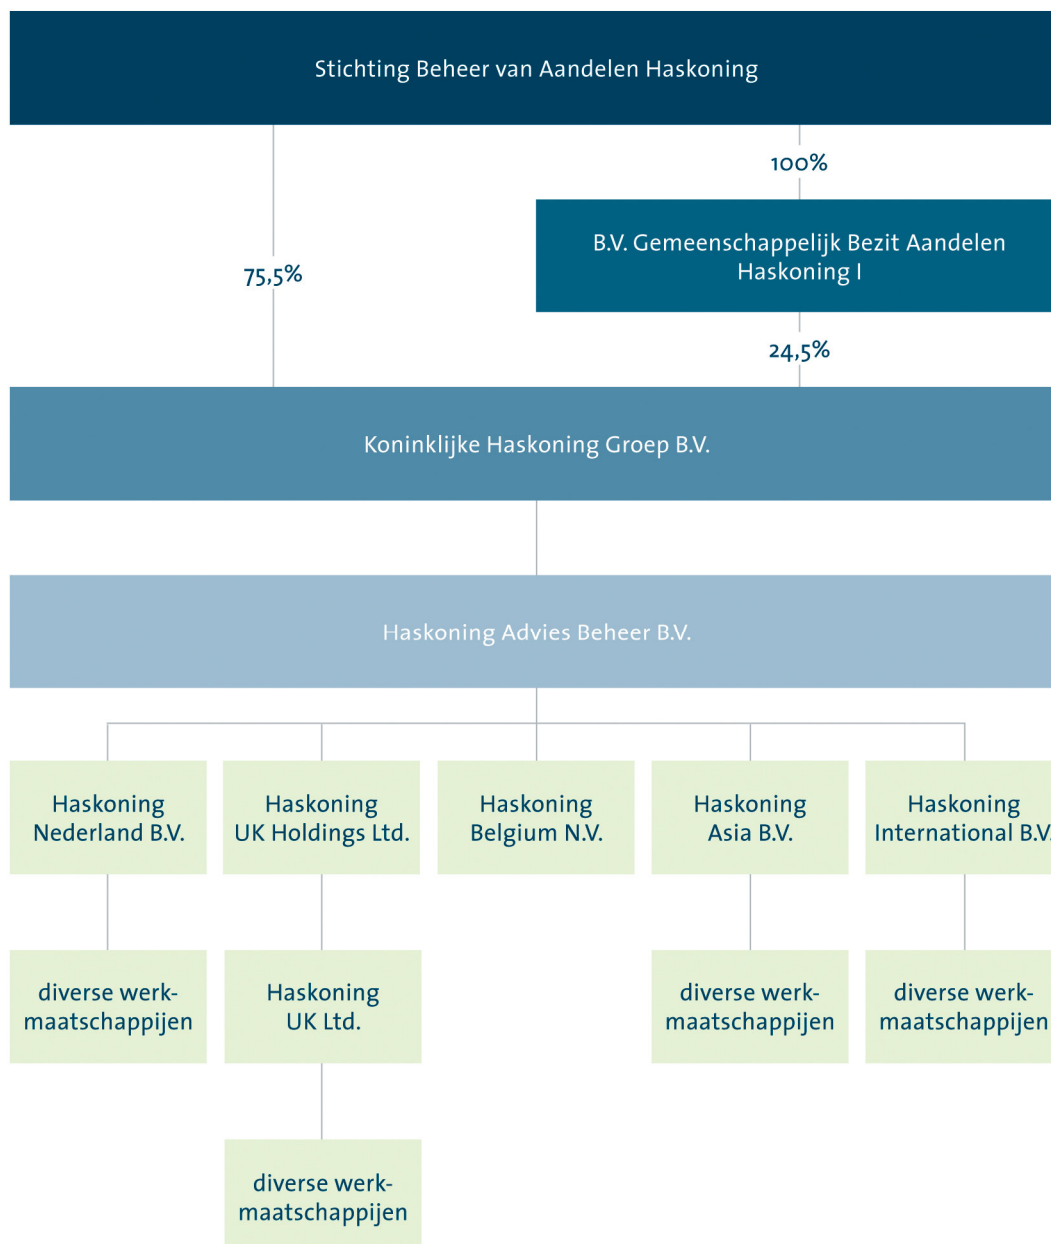 Stichting Beheer van Aandelen Haskoning
100%
B.V. Gemeenschappelijk Bezit Aandelen
Haskoning I
75,5%
24,5%
Koninklijke Haskoning Groep B.V.
Haskoning Advies Beheer B.V.
Haskoning
Nederland B.V.
Haskoning
UK Holdings Ltd.
Haskoning
Belgium N.V.
Haskoning
Asia B.V.
Haskoning
International B.V.
diverse werk-
maatschappijen
Haskoning
UK Ltd.
diverse werk-
maatschappijen
diverse werk-
maatschappijen
diverse werk-
maatschappijen